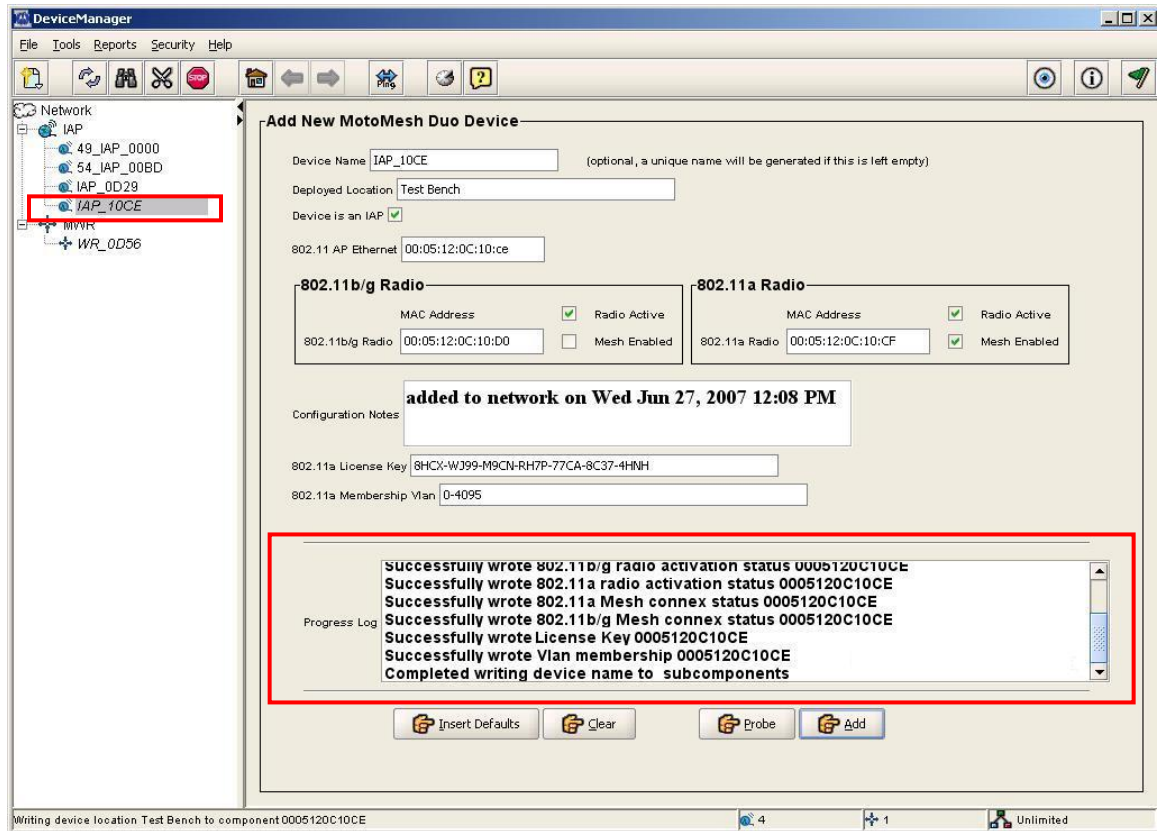 DeviceManager
File Tools Reports Security Help
STOP
Ping
Network
IAP
49_IAP_0000
54_IAP_00BD
IAP_0D29
IAP_10CE
MWR
WR_0D56
Add New MotoMesh Duo Device
Device Name IAP_10CE (optional, a unique name will be generated if this is left empty)
Deployed Location Test Bench
Device is an IAP
802.11 AP Ethernet 00:05:12:0C:10:ce
802.11b/g Radio 802.11a Radio
MAC Address Radio Active MAC Address Radio Active
802.11b/g Radio 00:05:12:0C:10:D0 Mesh Enabled 802.11a Radio 00:05:12:0C:10:CF Mesh Enabled
added to network on Wed Jun 27, 2007 12:08 PM
Configuration Notes
802.11a License Key 8HCX-WJ99-M9CN-RH7P-77CA-8C37-4HNH
802.11a Membership Vlan 0-4095
Successfully wrote 802.11b/g radio activation status 0005120C10CE
Successfully wrote 802.11a radio activation status 0005120C10CE
Successfully wrote 802.11a Mesh connex status 0005120C10CE
Progress Log Successfully wrote 802.11b/g Mesh connex status 0005120C10CE
Successfully wrote License Key 0005120C10CE
Successfully wrote Vlan membership 0005120C10CE
Completed writing device name to subcomponents
Insert Defaults Clear Probe Add
Writing device location Test Bench to component 0005120C10CE 4 1 Unlimited